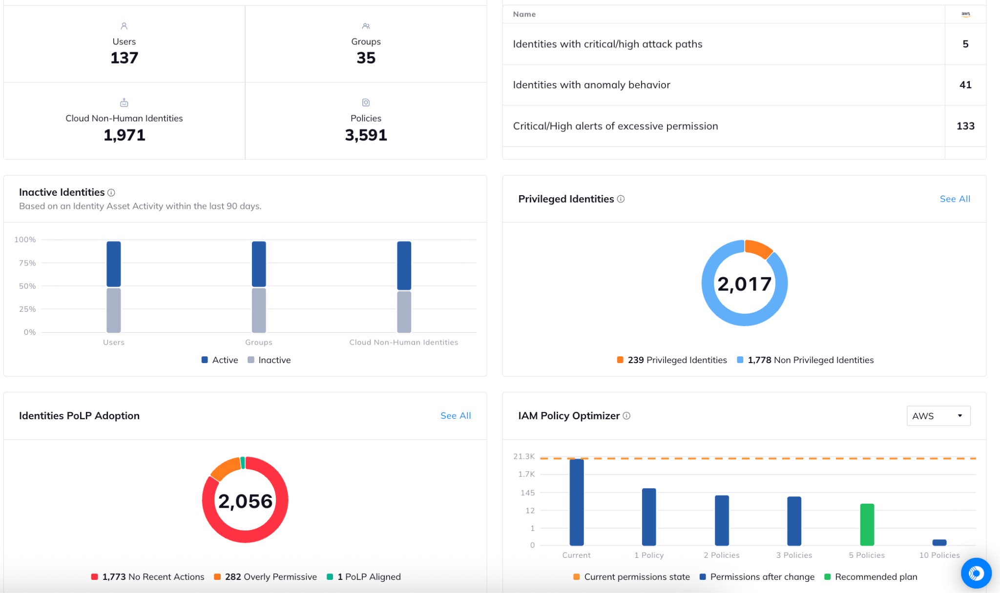 Users
137
Groups
35
Cloud Non-Human Identities
1,971
Policies
3,591
Name
aws
Identities with critical/high attack paths
5
Identities with anomaly behavior
41
Critical/High alerts of excessive permission
133
Inactive Identities
Based on an Identity Asset Activity within the last 90 days.
100%
75%
50%
25%
0%
Users
Groups
Cloud Non-Human Identities
Active
Inactive
Privileged Identities
See All
2,017
239 Privileged Identities
1,778 Non Privileged Identities
Identities PoLP Adoption
See All
2,056
1,773 No Recent Actions
282 Overly Permissive
1 PoLP Aligned
IAM Policy Optimizer
AWS
21.3K
1.7K
145
12
1
0
Current
1 Policy
2 Policies
3 Policies
5 Policies
10 Policies
Current permissions state
Permissions after change
Recommended plan